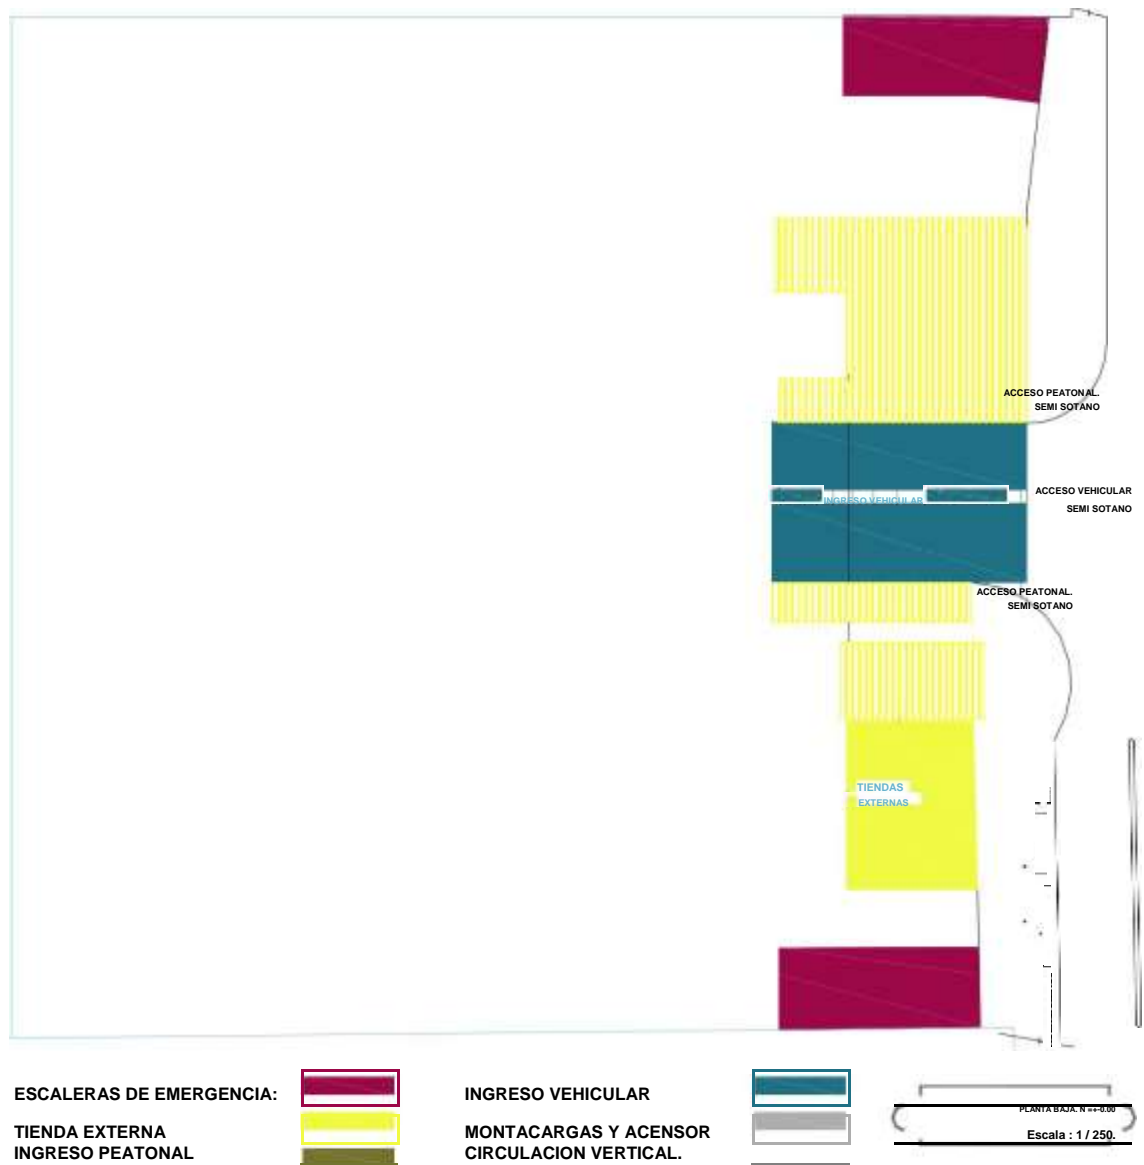 ACCESO PEATONAL.
SEMI SOTANO
INGRESO VEHICULAR
ACCESO VEHICULAR
SEMI SOTANO
ACCESO PEATONAL.
SEMI SOTANO
TIENDAS
EXTERNAS
ESCALERAS DE EMERGENCIA:
INGRESO VEHICULAR
PLANTA BAJA. N =+-0.00
TIENDA EXTERNA
MONTACARGAS Y ACENSOR
Escala : 1 / 250.
INGRESO PEATONAL
CIRCULACION VERTICAL.